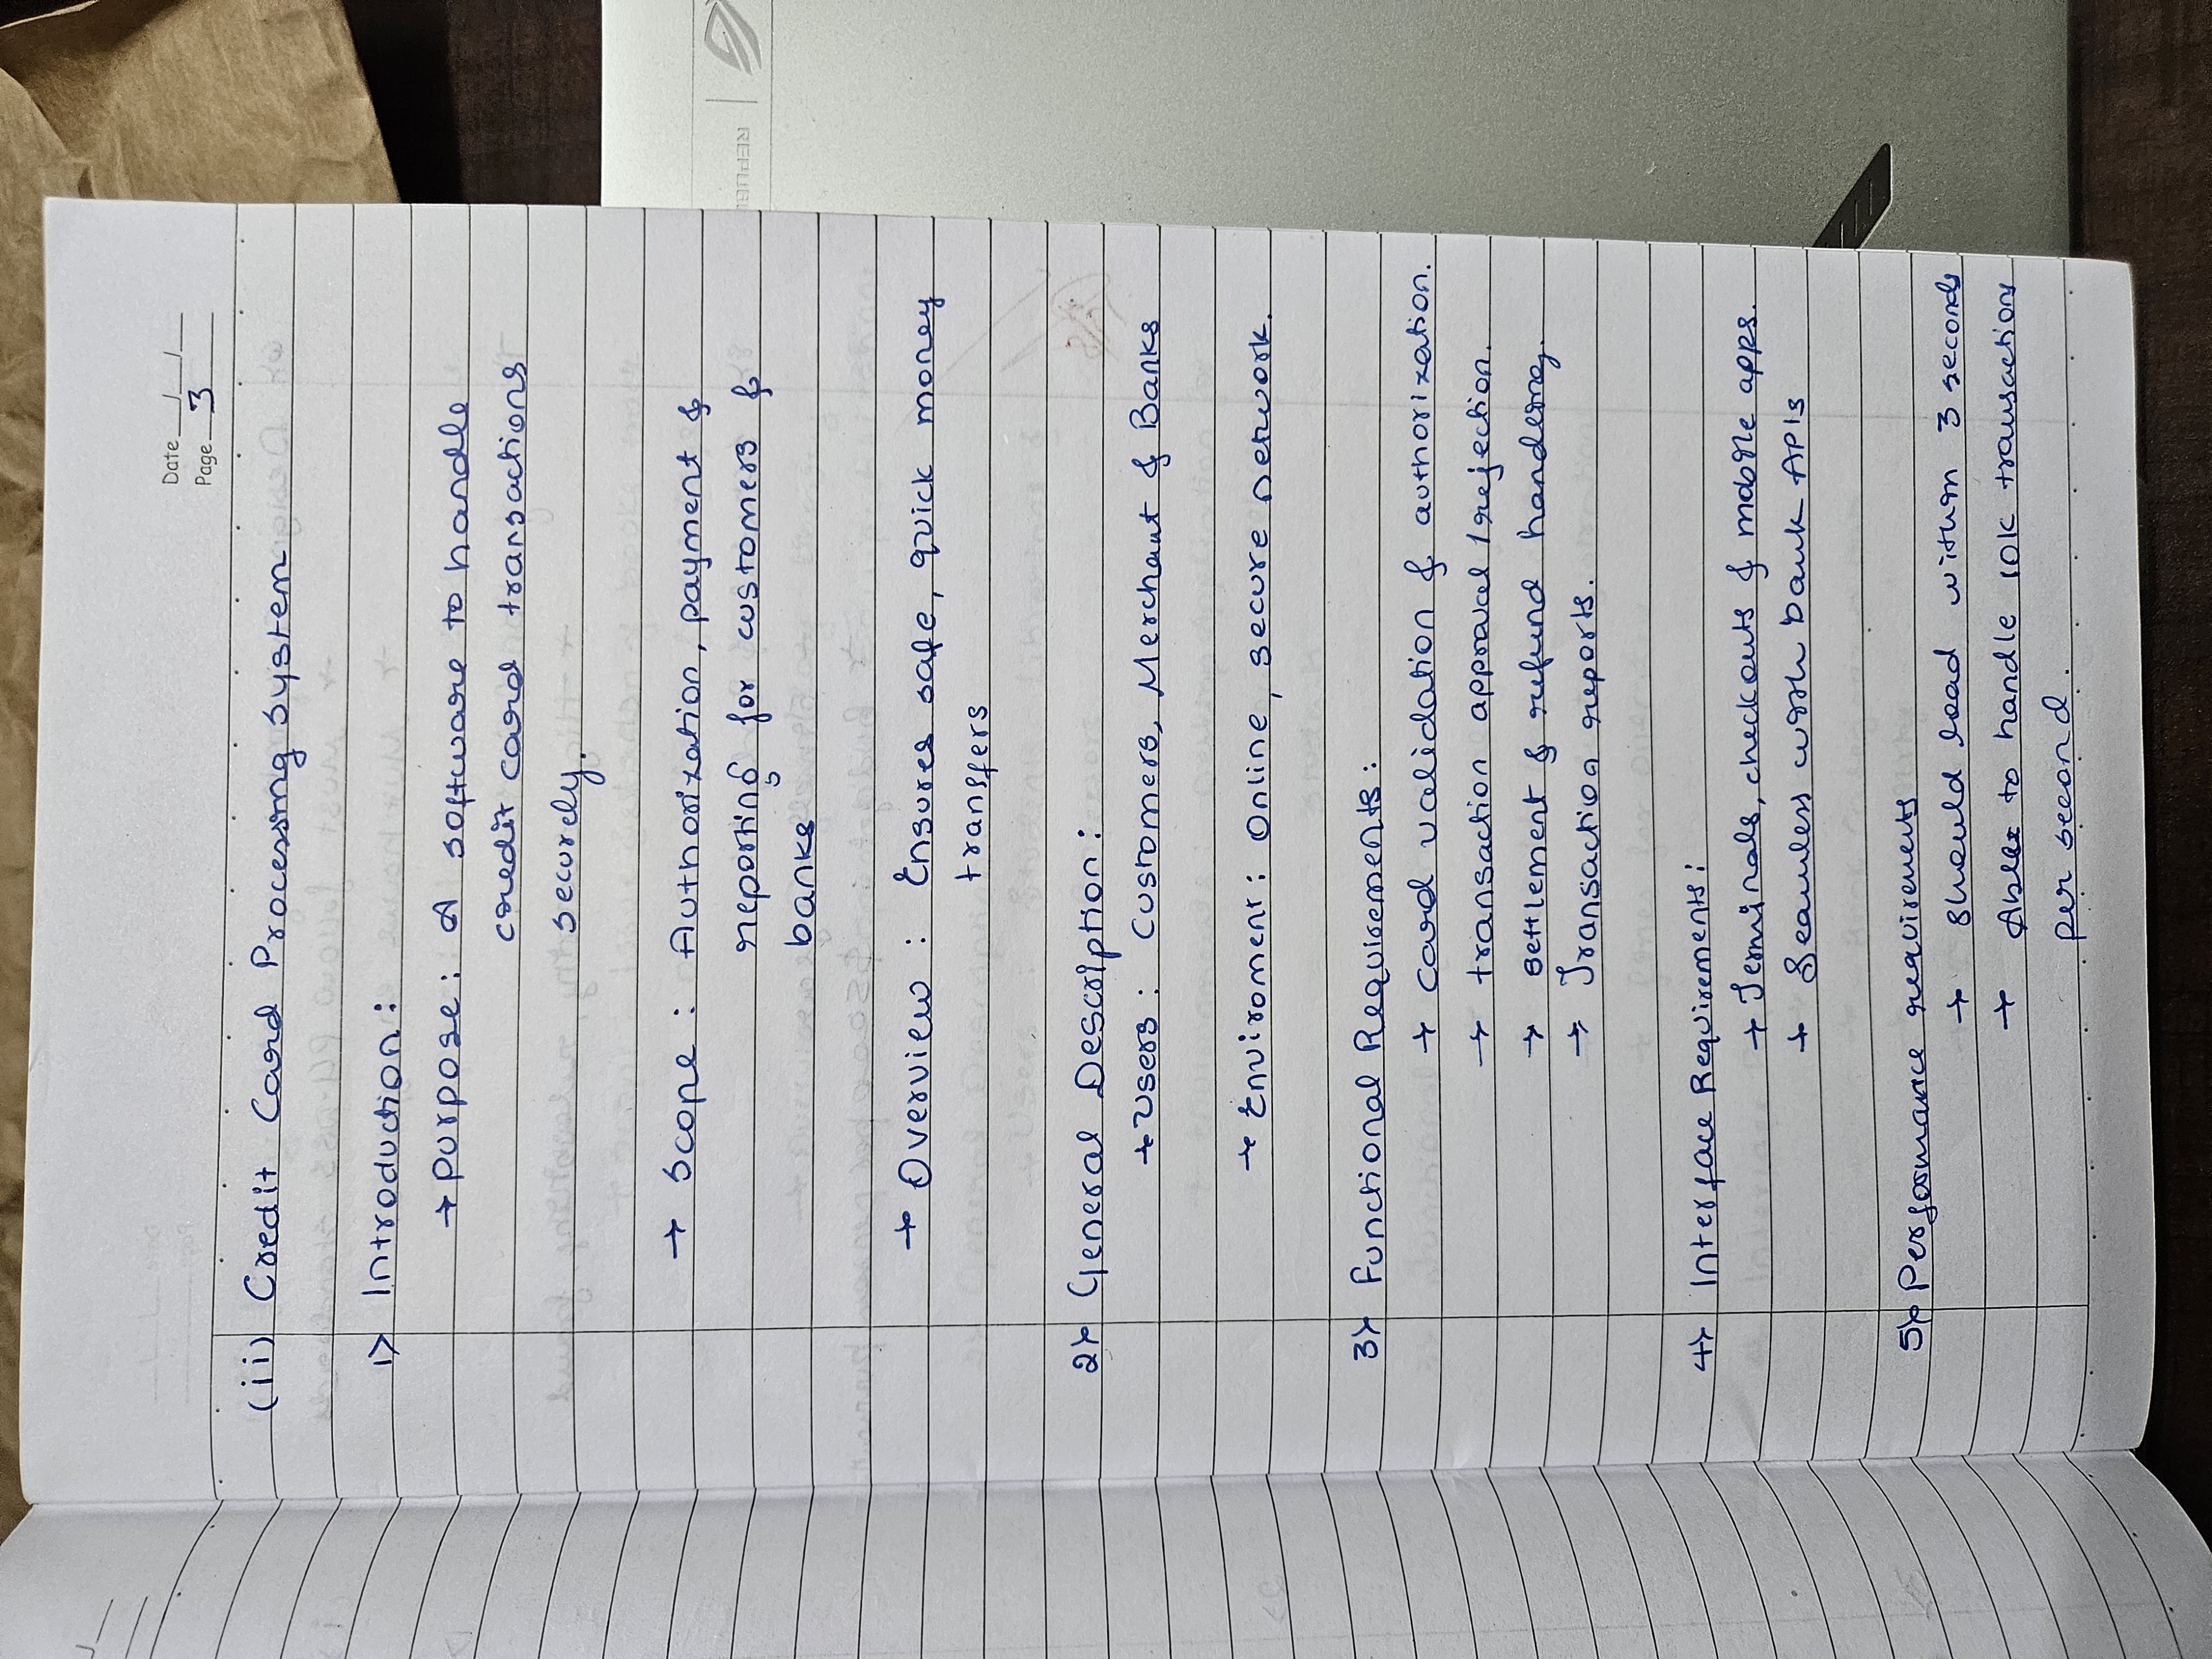 Date __/__/__
Page 3
(ii) Credit Card Processing System
1> Introduction:
→ Purpose: A software to handle
credit card transactions
securely.
→ Scope: Authorization, payment &
reporting for customers &
banks
→ Overview: Ensures safe, quick money
transfers
2> General Description:
→ Users: Customers, Merchant & Banks
→ Enviroment: Online, secure network.
3> Functional Requirements:
→ card validation & authorization.
→ transaction approval / rejection.
→ settlement & refund handling.
→ Transaction reports.
4> Interface Requirements:
→ Terminals, checkouts & mobile apps.
→ Seamless with bank APIs
5> Performance requirements
→ should load within 3 seconds
→ Able to handle 10K transactions
per second.